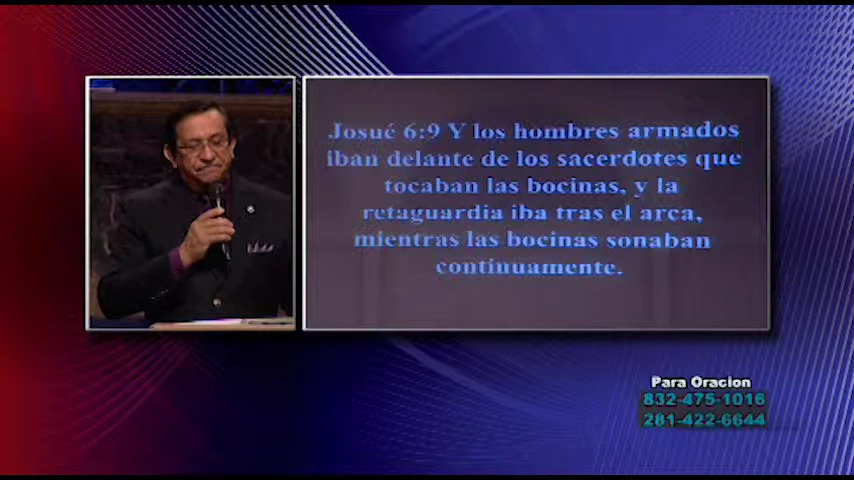 Josué 6:9 Y los hombres armados
iban delante de los sacerdotes que
tocaban las bocinas, y la
retaguardia iba tras el arca,
mientras las bocinas sonaban
continuamente.
Para Oracion
832-475-1016
281-422-6644